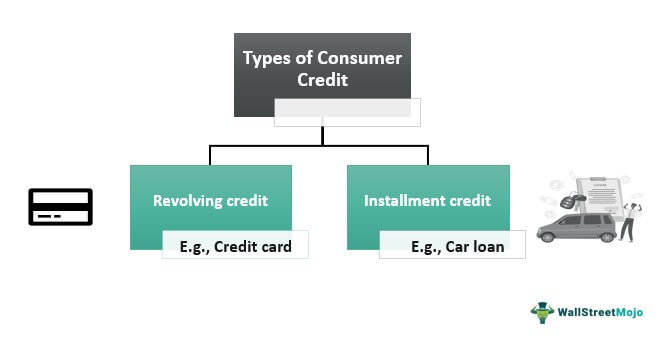 Types of Consumer
Credit
Revolving credit
Installment credit
E.g., Credit card
E.g., Car loan
LOAN
WallStreetMojo